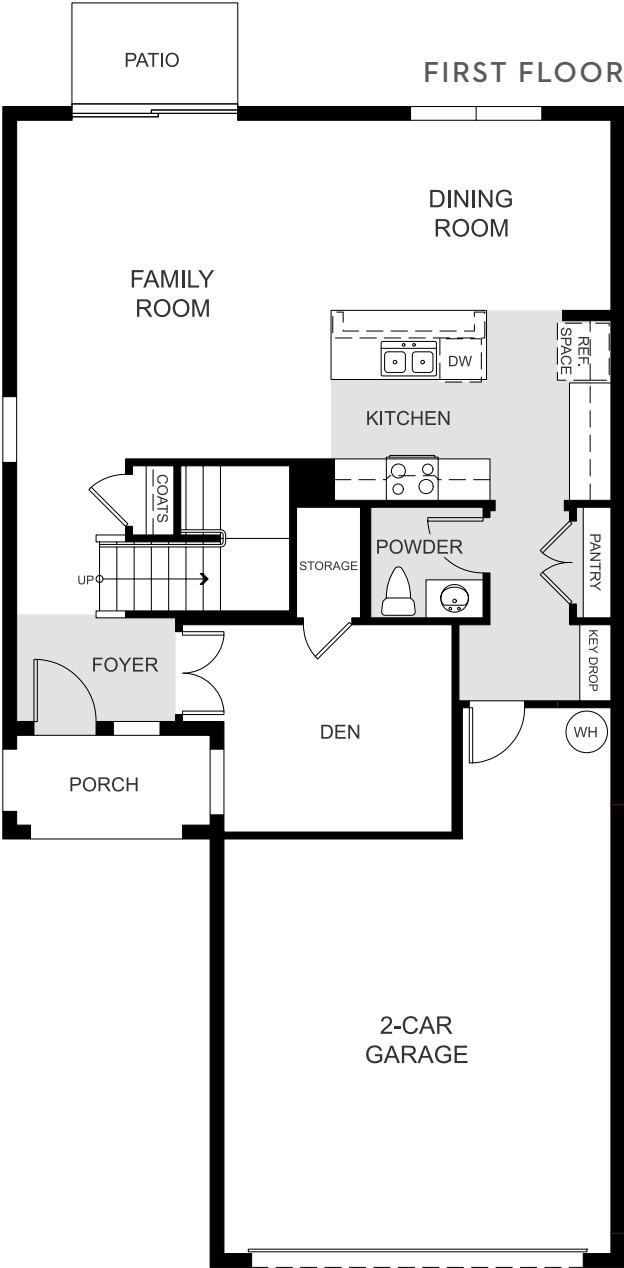 PATIO
FIRST FLOOR
DINING
ROOM
FAMILY
ROOM
REF.
SPACE
DW
KITCHEN
COATS
POWDER
PANTRY
STORAGE
UP
KEY DROP
FOYER
DEN
WH
PORCH
2-CAR
GARAGE